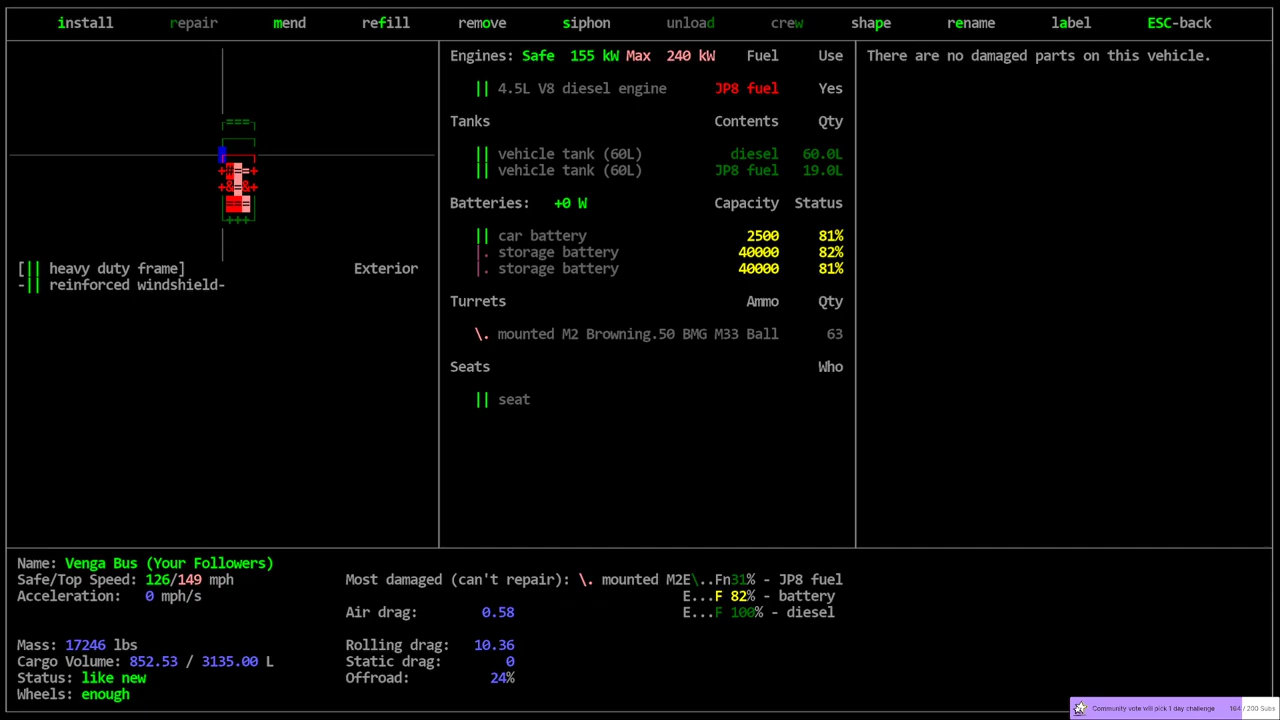 install repair mend refill remove siphon unload crew shape rename label ESC-back
Engines: Safe 155 kW Max 240 kW Fuel Use
|| 4.5L V8 diesel engine JP8 fuel Yes
Tanks Contents Qty
|| vehicle tank (60L) diesel 60.0L
|| vehicle tank (60L) JP8 fuel 19.0L
Batteries: +0 W Capacity Status
|| car battery 2500 81%
|. storage battery 40000 82%
|. storage battery 40000 81%
Turrets Ammo Qty
\. mounted M2 Browning.50 BMG M33 Ball 63
Seats Who
|| seat
There are no damaged parts on this vehicle.
[|| heavy duty frame] Exterior
-|| reinforced windshield-
Name: Venga Bus (Your Followers)
Safe/Top Speed: 126/149 mph
Acceleration: 0 mph/s
Mass: 17246 lbs
Cargo Volume: 852.53 / 3135.00 L
Status: like new
Wheels: enough
Most damaged (can't repair): \. mounted M2E\..Fn31% - JP8 fuel
E...F 82% - battery
Air drag: 0.58 E...F 100% - diesel
Rolling drag: 10.36
Static drag: 0
Offroad: 24%
Community vote will pick 1 day challenge 164 / 200 Subs